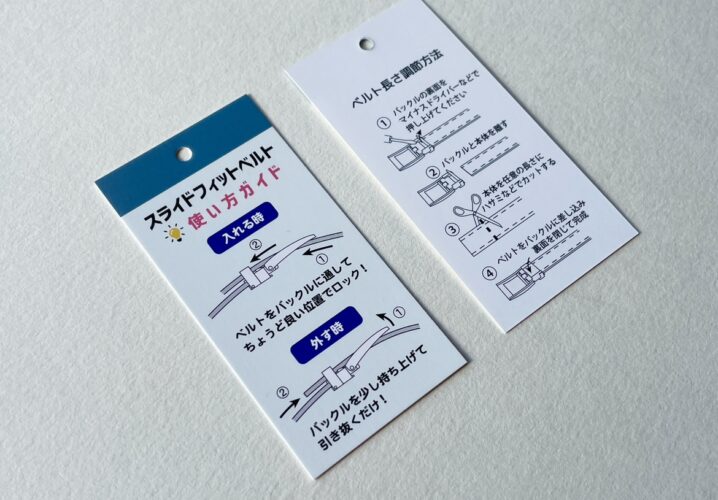 スライドフィットベルト
使い方ガイド
入れる時
②
①
ベルトをバックルに通して
ちょうど良い位置でロック！
外す時
①
②
バックルを少し持ち上げて
引き抜くだけ！
ベルト長さ調節方法
① バックルの裏面を
マイナスドライバーなどで
押し上げてください
② バックルと本体を離す
③ 本体を任意の長さに
ハサミなどでカットする
④ ベルトをバックルに差し込み
裏面を閉じて完成